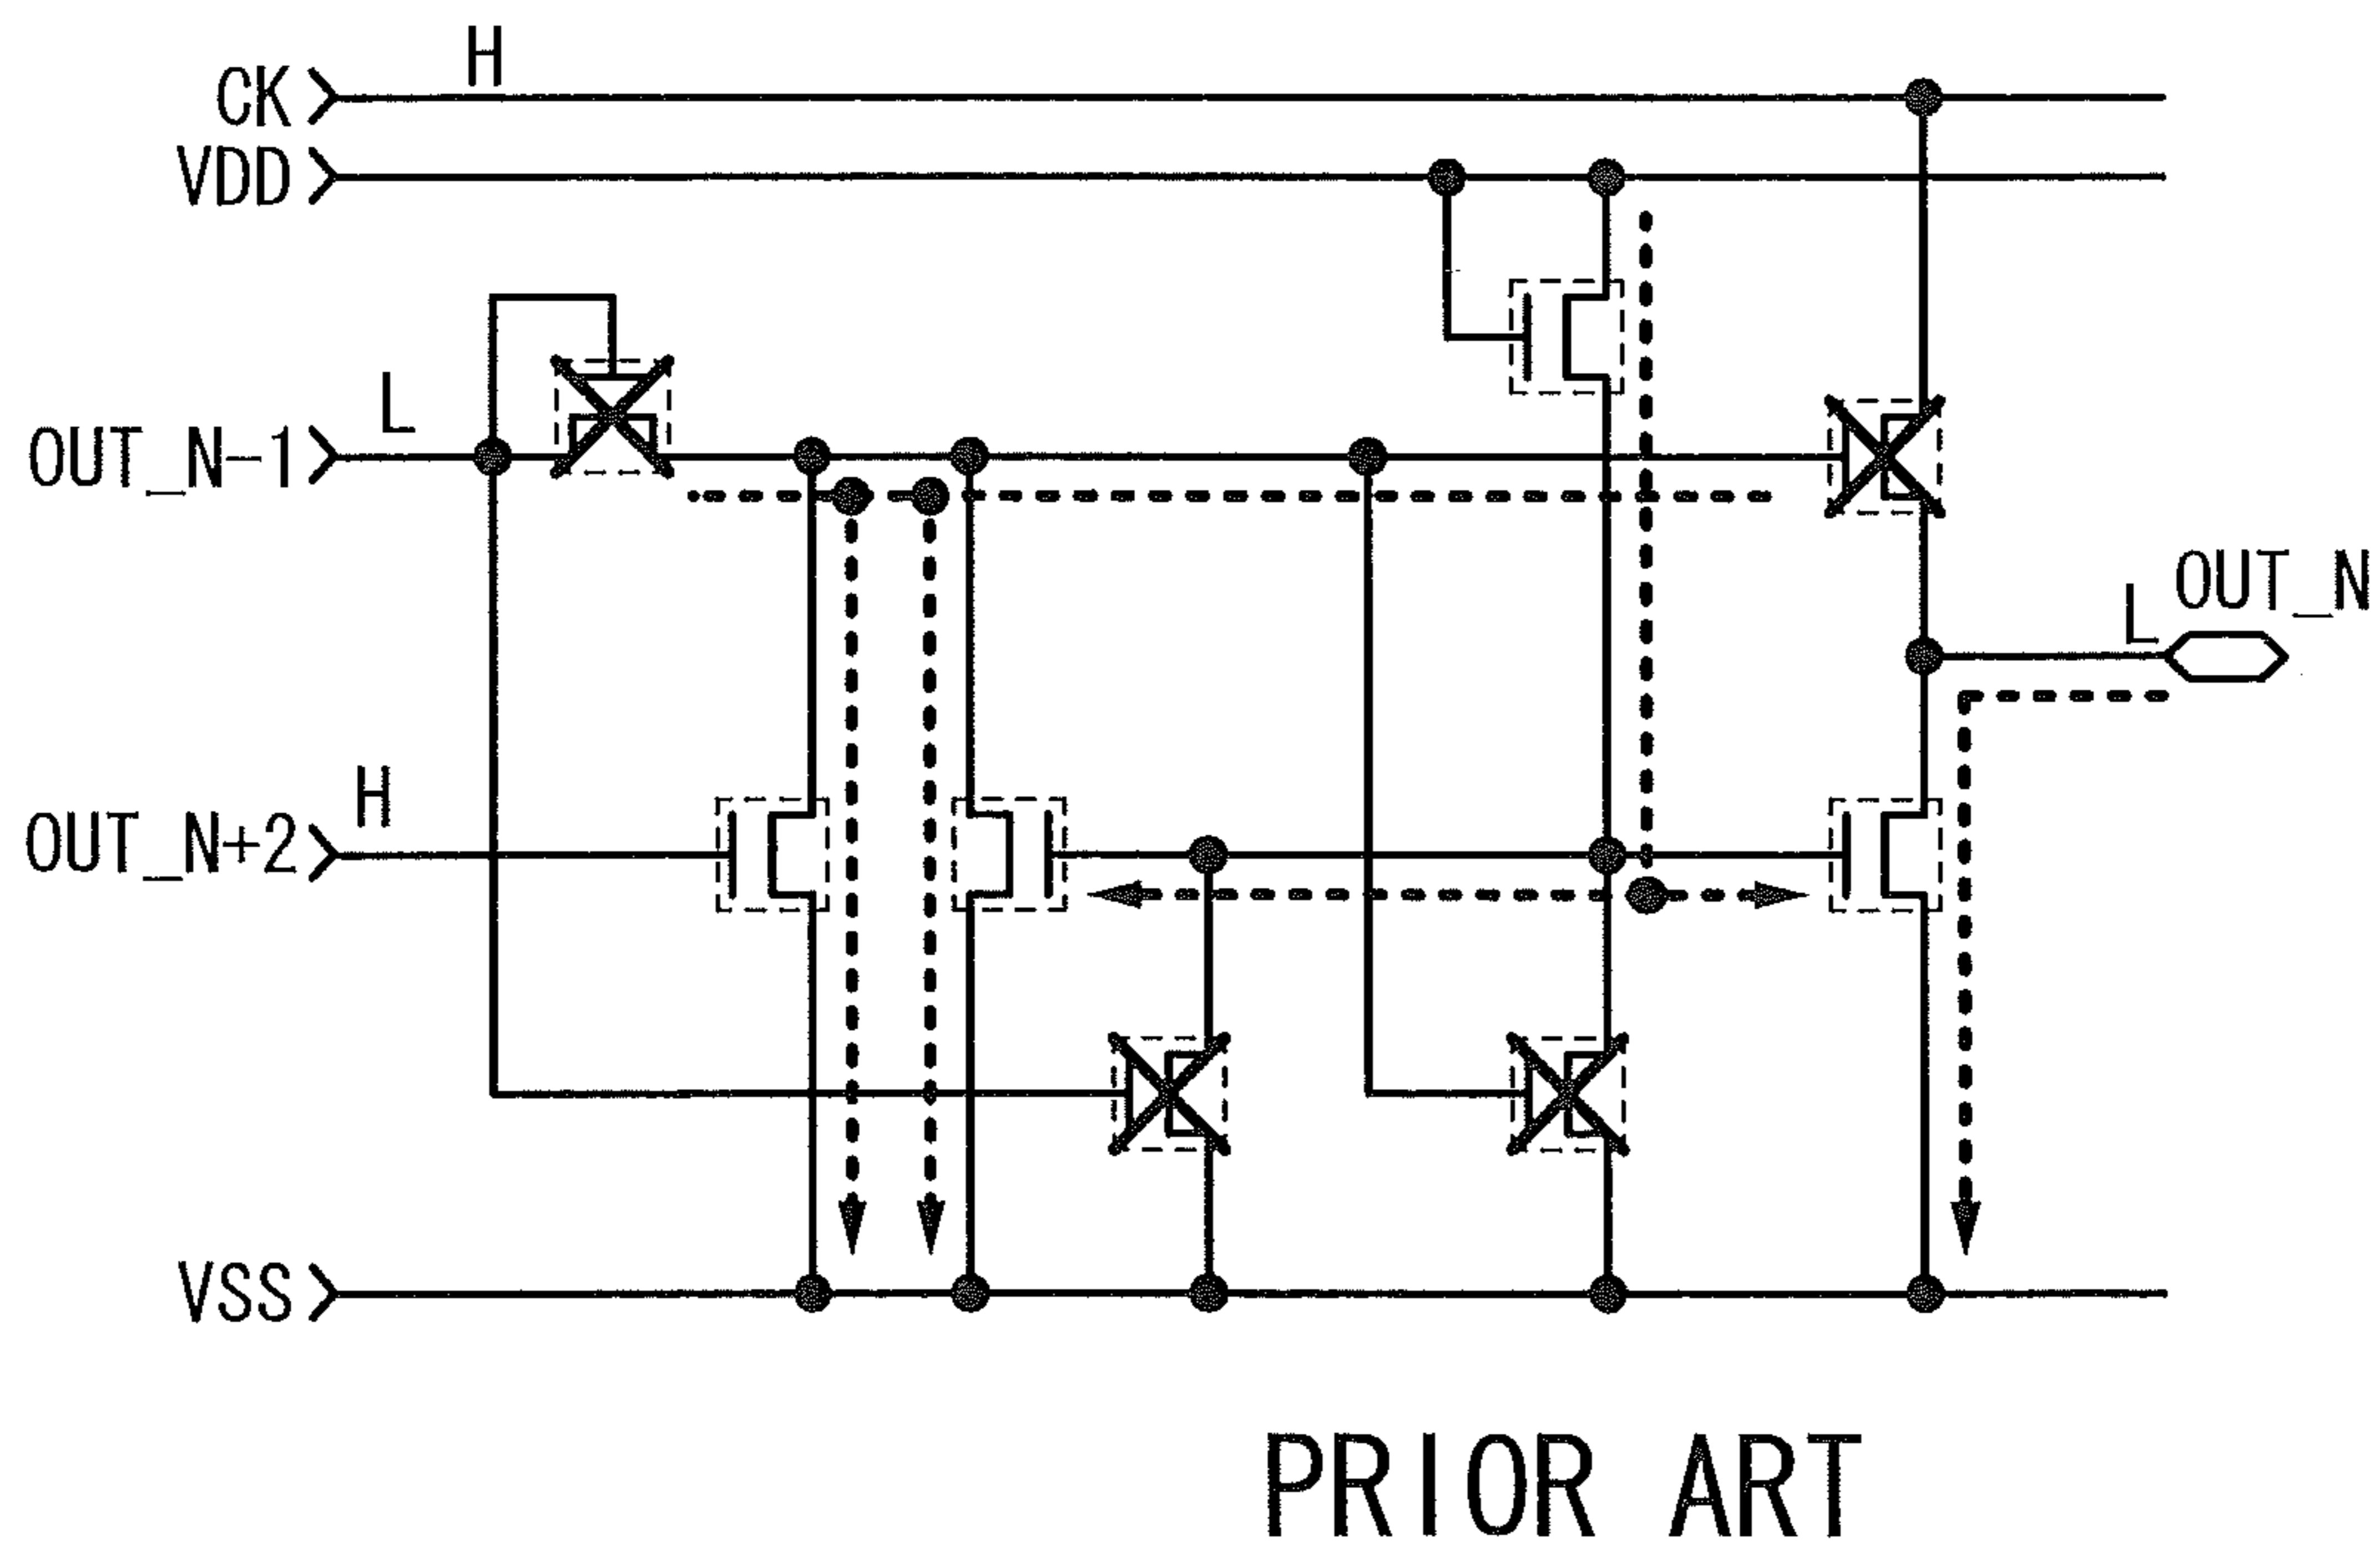 H
CK
VDD
L
OUT_N-1
OUT_N
L
H
OUT_N+2
VSS
PRIOR ART